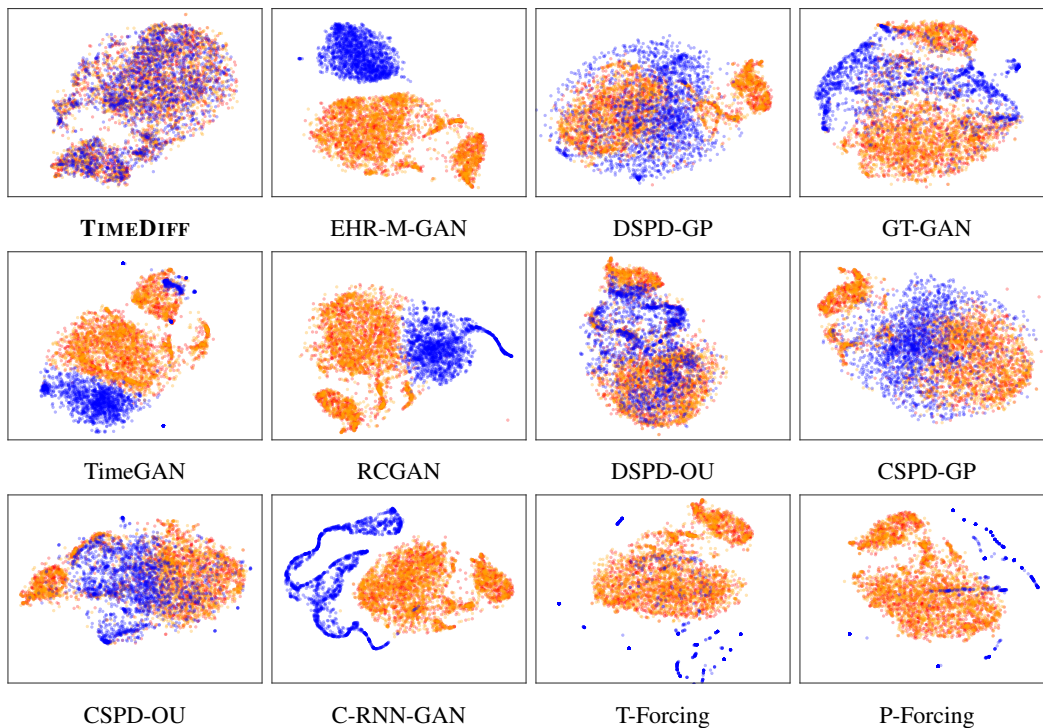 TIMEDIFF EHR-M-GAN DSPD-GP GT-GAN
TimeGAN RCGAN DSPD-OU CSPD-GP
CSPD-OU C-RNN-GAN T-Forcing P-Forcing